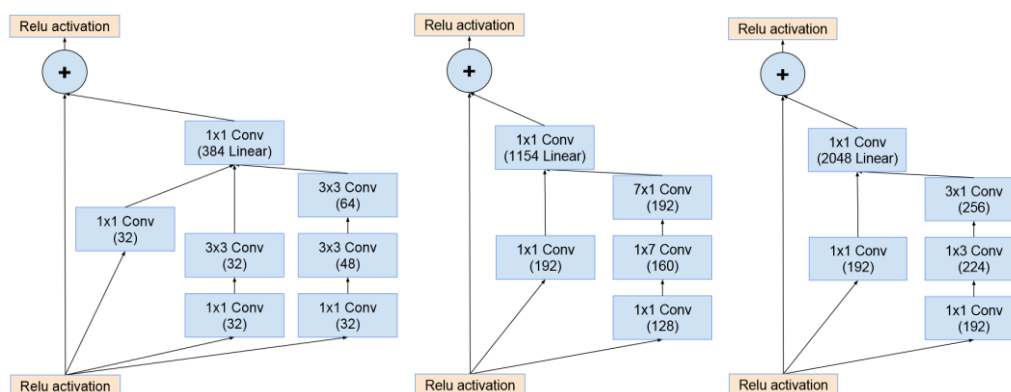 Relu activation
+
1x1 Conv
(384 Linear)
3x3 Conv
(64)
1x1 Conv
(32)
3x3 Conv
(32)
3x3 Conv
(48)
1x1 Conv
(32)
1x1 Conv
(32)
Relu activation
Relu activation
+
1x1 Conv
(1154 Linear)
7x1 Conv
(192)
1x1 Conv
(192)
1x7 Conv
(160)
1x1 Conv
(128)
Relu activation
Relu activation
+
1x1 Conv
(2048 Linear)
3x1 Conv
(256)
1x1 Conv
(192)
1x3 Conv
(224)
1x1 Conv
(192)
Relu activation